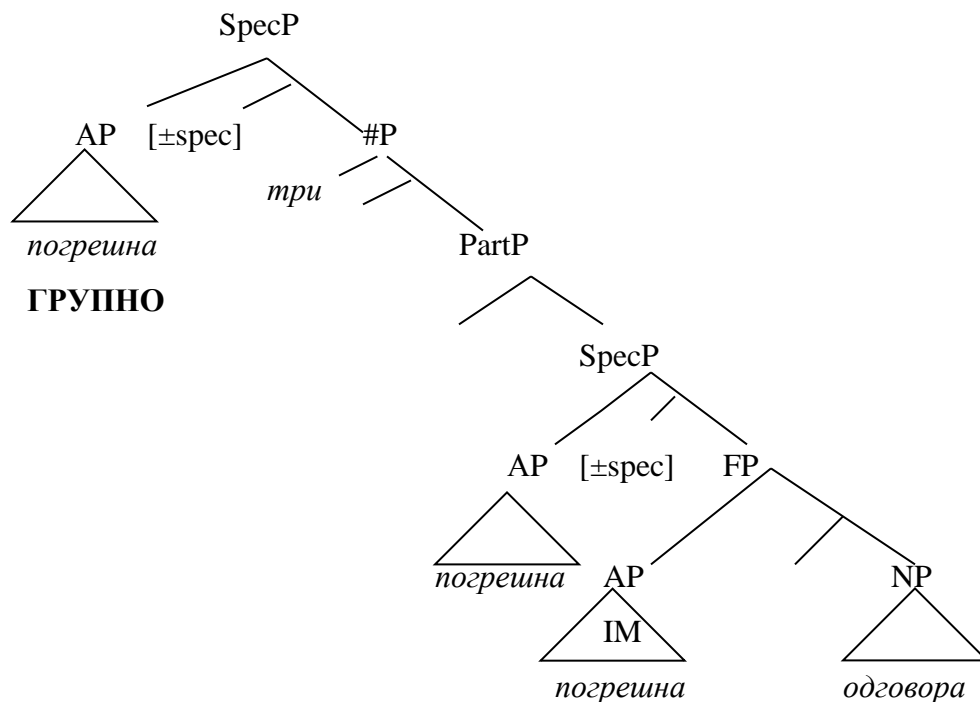 SpecP
AP [±spec] #P
три
погрешна
PartP
ГРУПНО
SpecP
AP [±spec] FP
погрешна AP NP
IM
погрешна одговора